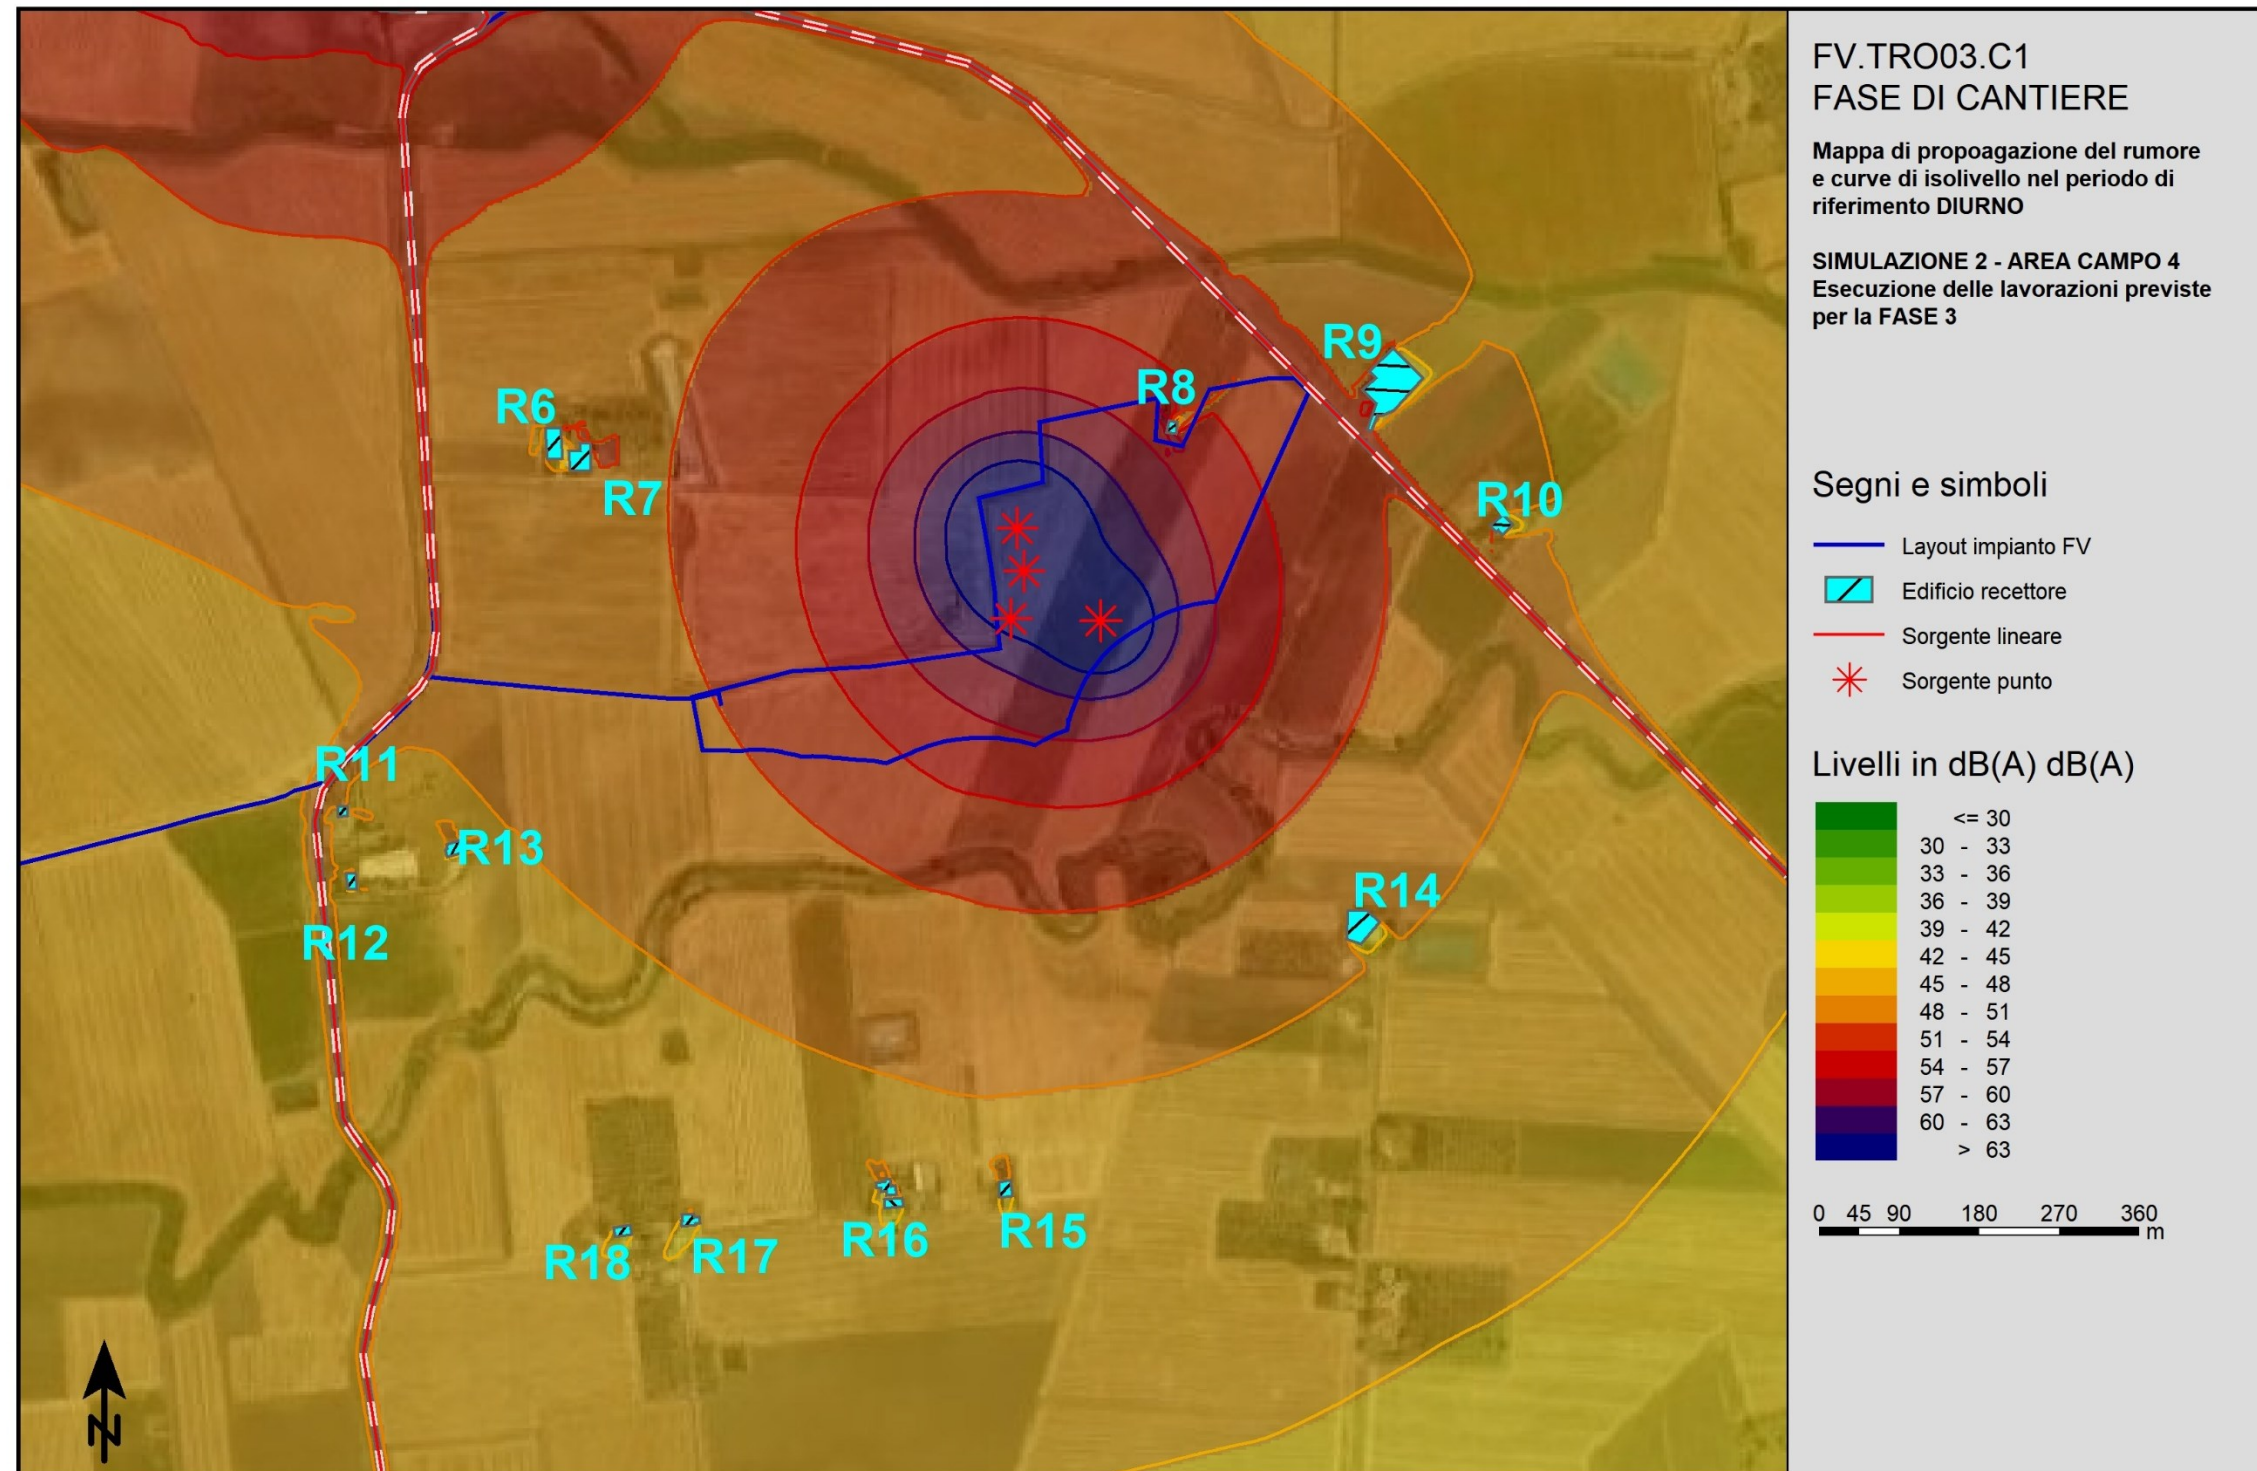 FV.TRO03.C1
FASE DI CANTIERE
Mappa di propoagazione del rumore
e curve di isolivello nel periodo di
riferimento DIURNO
SIMULAZIONE 2 - AREA CAMPO 4
Esecuzione delle lavorazioni previste
per la FASE 3
Segni e simboli
Layout impianto FV
Edificio recettore
Sorgente lineare
Sorgente punto
Livelli in dB(A) dB(A)
<= 30
30 - 33
33 - 36
36 - 39
39 - 42
42 - 45
45 - 48
48 - 51
51 - 54
54 - 57
57 - 60
60 - 63
> 63
0 45 90 180 270 360
m
R9
R8
R6
R7
R10
R11
R13
R14
R12
R16
R15
R18
R17
N